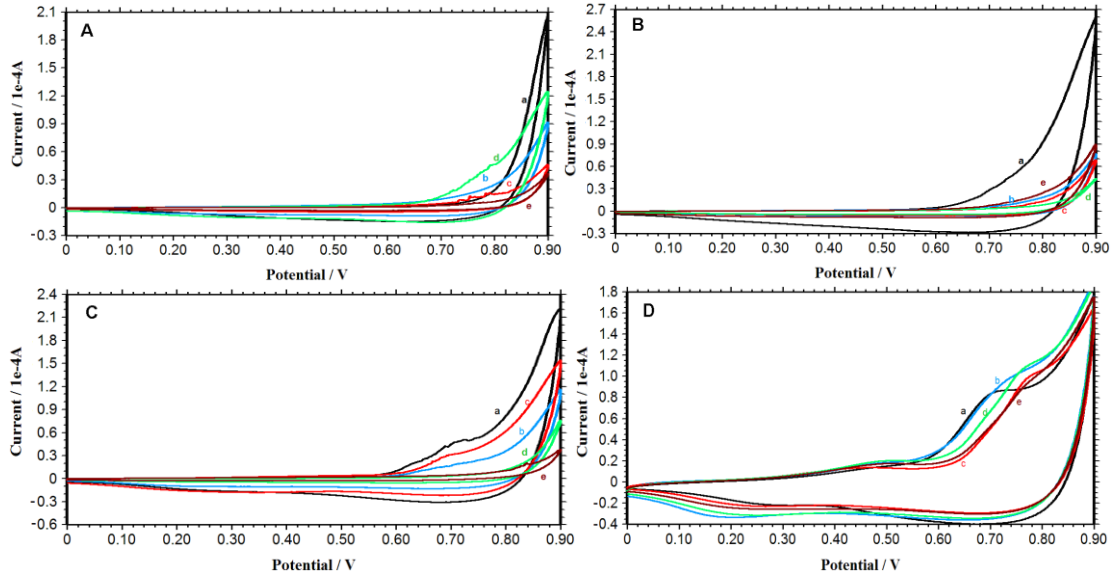 A
Current / 1e-4A
2.1
1.8
1.5
1.2
0.9
0.6
0.3
0
-0.3
a
d
b
c
e
0 0.10 0.20 0.30 0.40 0.50 0.60 0.70 0.80 0.90
Potential / V
B
Current / 1e-4A
2.7
2.4
2.1
1.8
1.5
1.2
0.9
0.6
0.3
0
-0.3
a
e
b
d
c
0 0.10 0.20 0.30 0.40 0.50 0.60 0.70 0.80 0.90
Potential / V
C
Current / 1e-4A
2.4
2.1
1.8
1.5
1.2
0.9
0.6
0.3
0
-0.3
-0.6
a
c
b
d
e
0 0.10 0.20 0.30 0.40 0.50 0.60 0.70 0.80 0.90
Potential / V
D
Current / 1e-4A
1.8
1.6
1.4
1.2
1.0
0.8
0.6
0.4
0.2
0
-0.2
-0.4
b
a
d
e
c
0 0.10 0.20 0.30 0.40 0.50 0.60 0.70 0.80 0.90
Potential / V